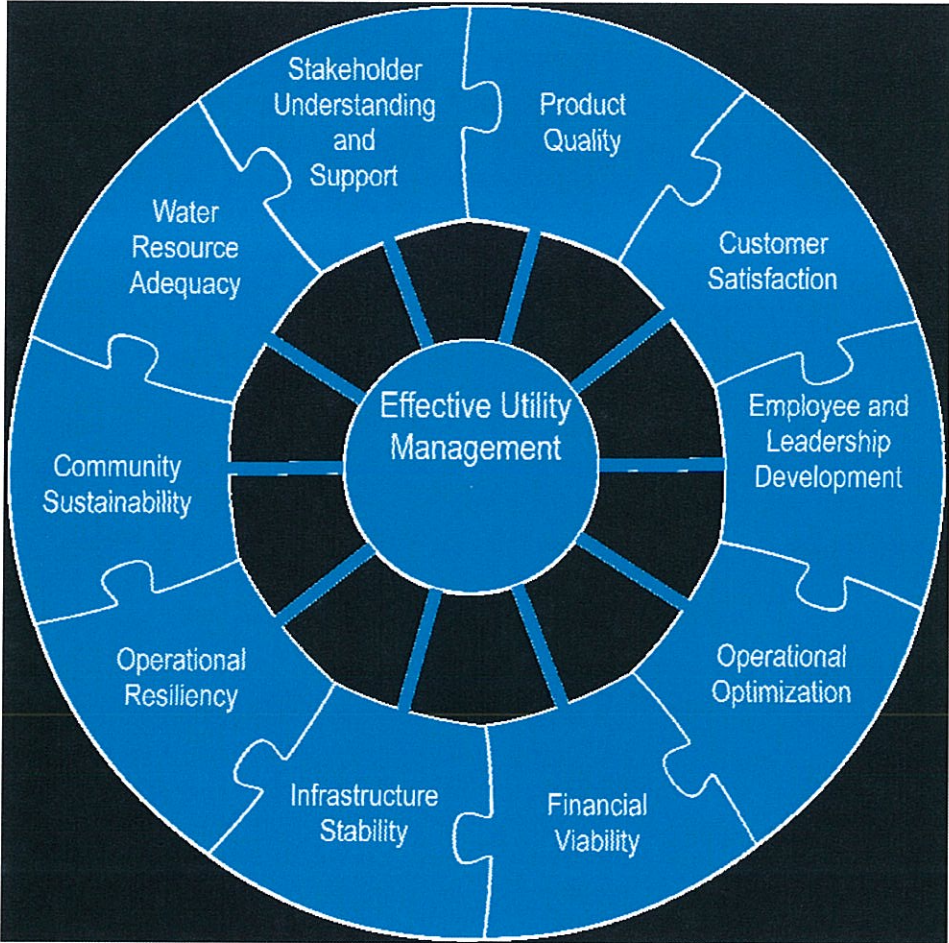 Stakeholder
Understanding
and
Support
Product
Quality
Customer
Satisfaction
Employee and
Leadership
Development
Operational
Optimization
Financial
Viability
Infrastructure
Stability
Operational
Resiliency
Community
Sustainability
Water
Resource
Adequacy
Effective Utility
Management